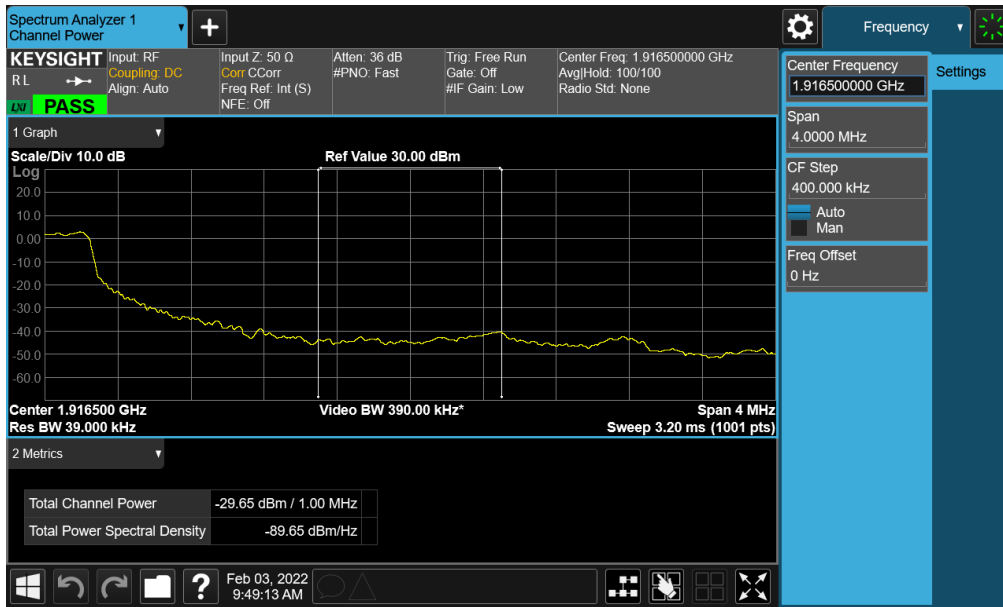 Spectrum Analyzer 1
Channel Power
Frequency
KEYSIGHT
R L
LXI
PASS
Input: RF
Coupling: DC
Align: Auto
Input Z: 50 Ω
Corr CCorr
Freq Ref: Int (S)
NFE: Off
Atten: 36 dB
#PNO: Fast
Trig: Free Run
Gate: Off
#IF Gain: Low
Center Freq: 1.916500000 GHz
Avg|Hold: 100/100
Radio Std: None
Center Frequency
1.916500000 GHz
Settings
Span
4.0000 MHz
CF Step
400.000 kHz
Auto
Man
Freq Offset
0 Hz
1 Graph
Scale/Div 10.0 dB
Ref Value 30.00 dBm
Log
20.0
10.0
0.00
-10.0
-20.0
-30.0
-40.0
-50.0
-60.0
Center 1.916500 GHz
Video BW 390.00 kHz*
Span 4 MHz
Res BW 39.000 kHz
Sweep 3.20 ms (1001 pts)
2 Metrics
Total Channel Power -29.65 dBm / 1.00 MHz
Total Power Spectral Density -89.65 dBm/Hz
?
Feb 03, 2022
9:49:13 AM